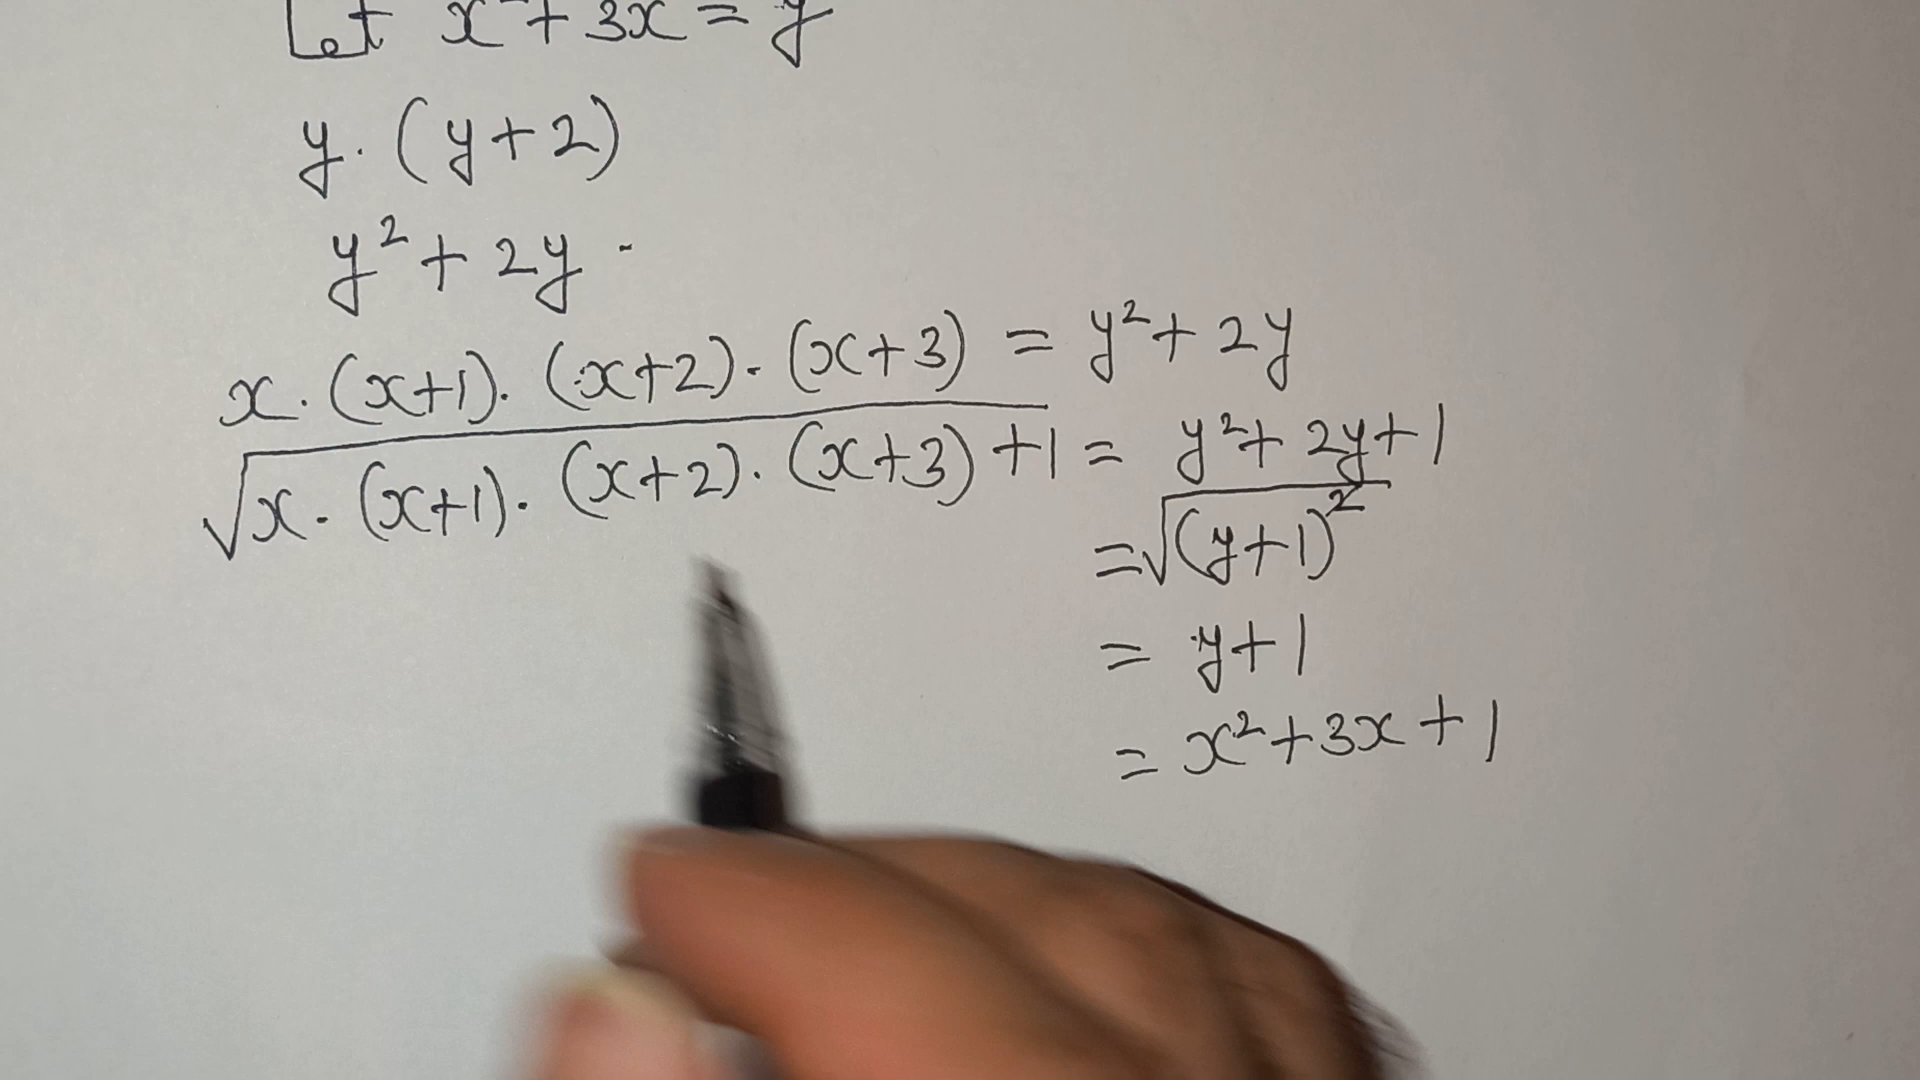 Let x²+3x = y
y. (y+2)
y² + 2y .
x. (x+1). (x+2). (x+3) = y² + 2y
√x. (x+1). (x+2). (x+3) +1 = y²+ 2y+1
= √(y+1)²
= y+1
= x²+3x+1